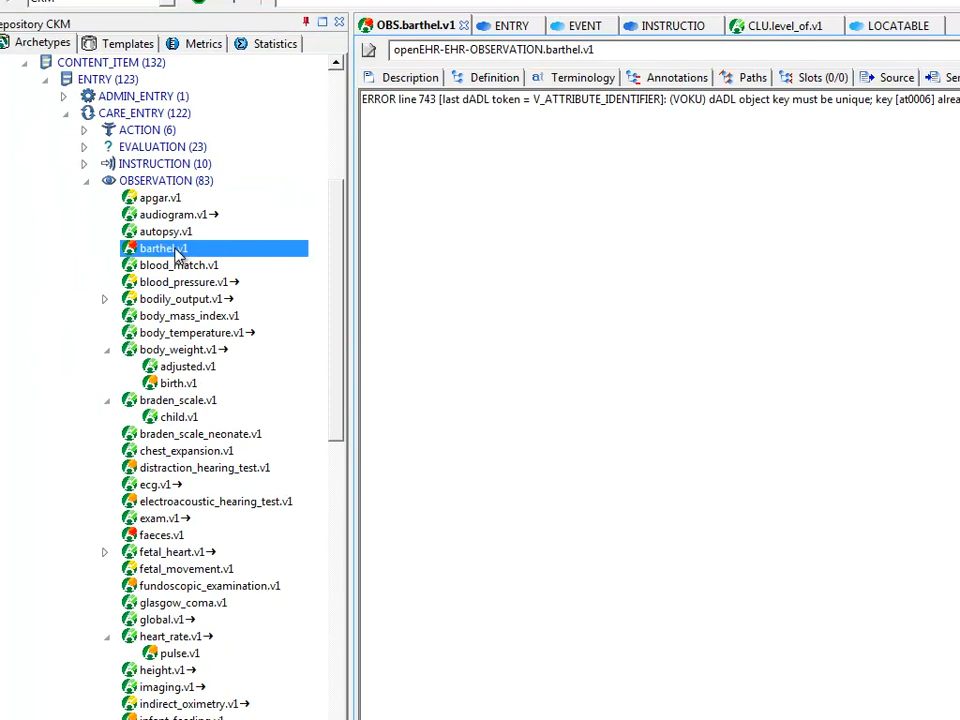 CKM
epository CKM
Archetypes
Templates
Metrics
Statistics
CONTENT_ITEM (132)
ENTRY (123)
ADMIN_ENTRY (1)
CARE_ENTRY (122)
ACTION (6)
EVALUATION (23)
INSTRUCTION (10)
OBSERVATION (83)
apgar.v1
audiogram.v1→
autopsy.v1
barthel.v1
blood_match.v1
blood_pressure.v1→
bodily_output.v1→
body_mass_index.v1
body_temperature.v1→
body_weight.v1→
adjusted.v1
birth.v1
braden_scale.v1
child.v1
braden_scale_neonate.v1
chest_expansion.v1
distraction_hearing_test.v1
ecg.v1→
electroacoustic_hearing_test.v1
exam.v1→
faeces.v1
fetal_heart.v1→
fetal_movement.v1
fundoscopic_examination.v1
glasgow_coma.v1
global.v1→
heart_rate.v1→
pulse.v1
height.v1→
imaging.v1→
indirect_oximetry.v1→
infant_feeding.v1
OBS.barthel.v1
ENTRY
EVENT
INSTRUCTIO
CLU.level_of.v1
LOCATABLE
openEHR-EHR-OBSERVATION.barthel.v1
Description
Definition
Terminology
Annotations
Paths
Slots (0/0)
Source
Ser
ERROR line 743 [last dADL token = V_ATTRIBUTE_IDENTIFIER]: (VOKU) dADL object key must be unique; key [at0006] alrea